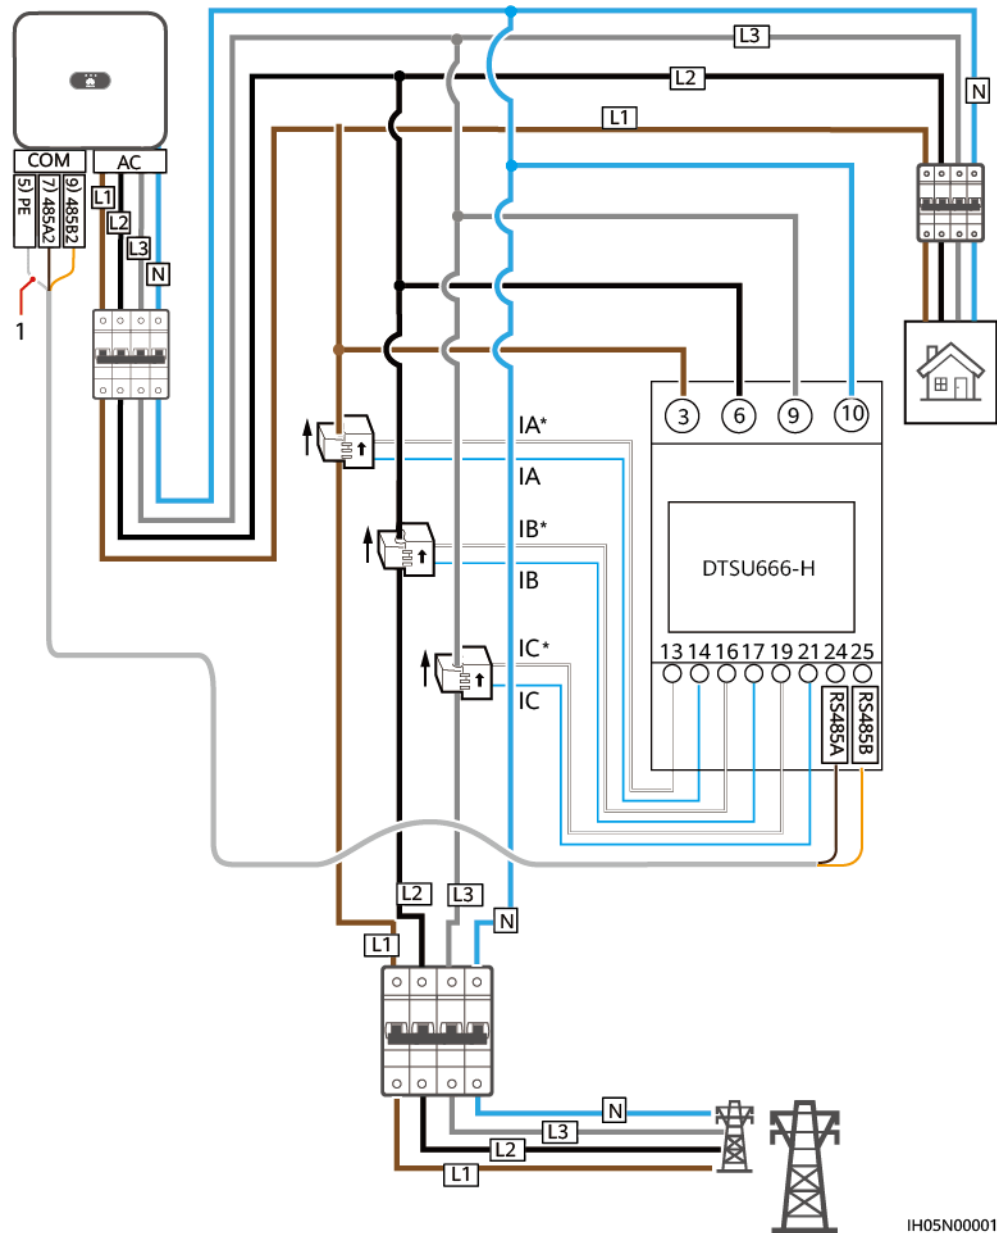 L3
L2
N
L1
COM
AC
5) PE
7) 485A2
9) 485B2
L1
L2
L3
N
1
3
6
9
10
IA*
IA
IB*
IB
DTSU666-H
IC*
IC
13 14 16 17 19 21 24 25
RS485A
RS485B
L2
L3
N
L1
N
L3
L2
L1
IH05N00001